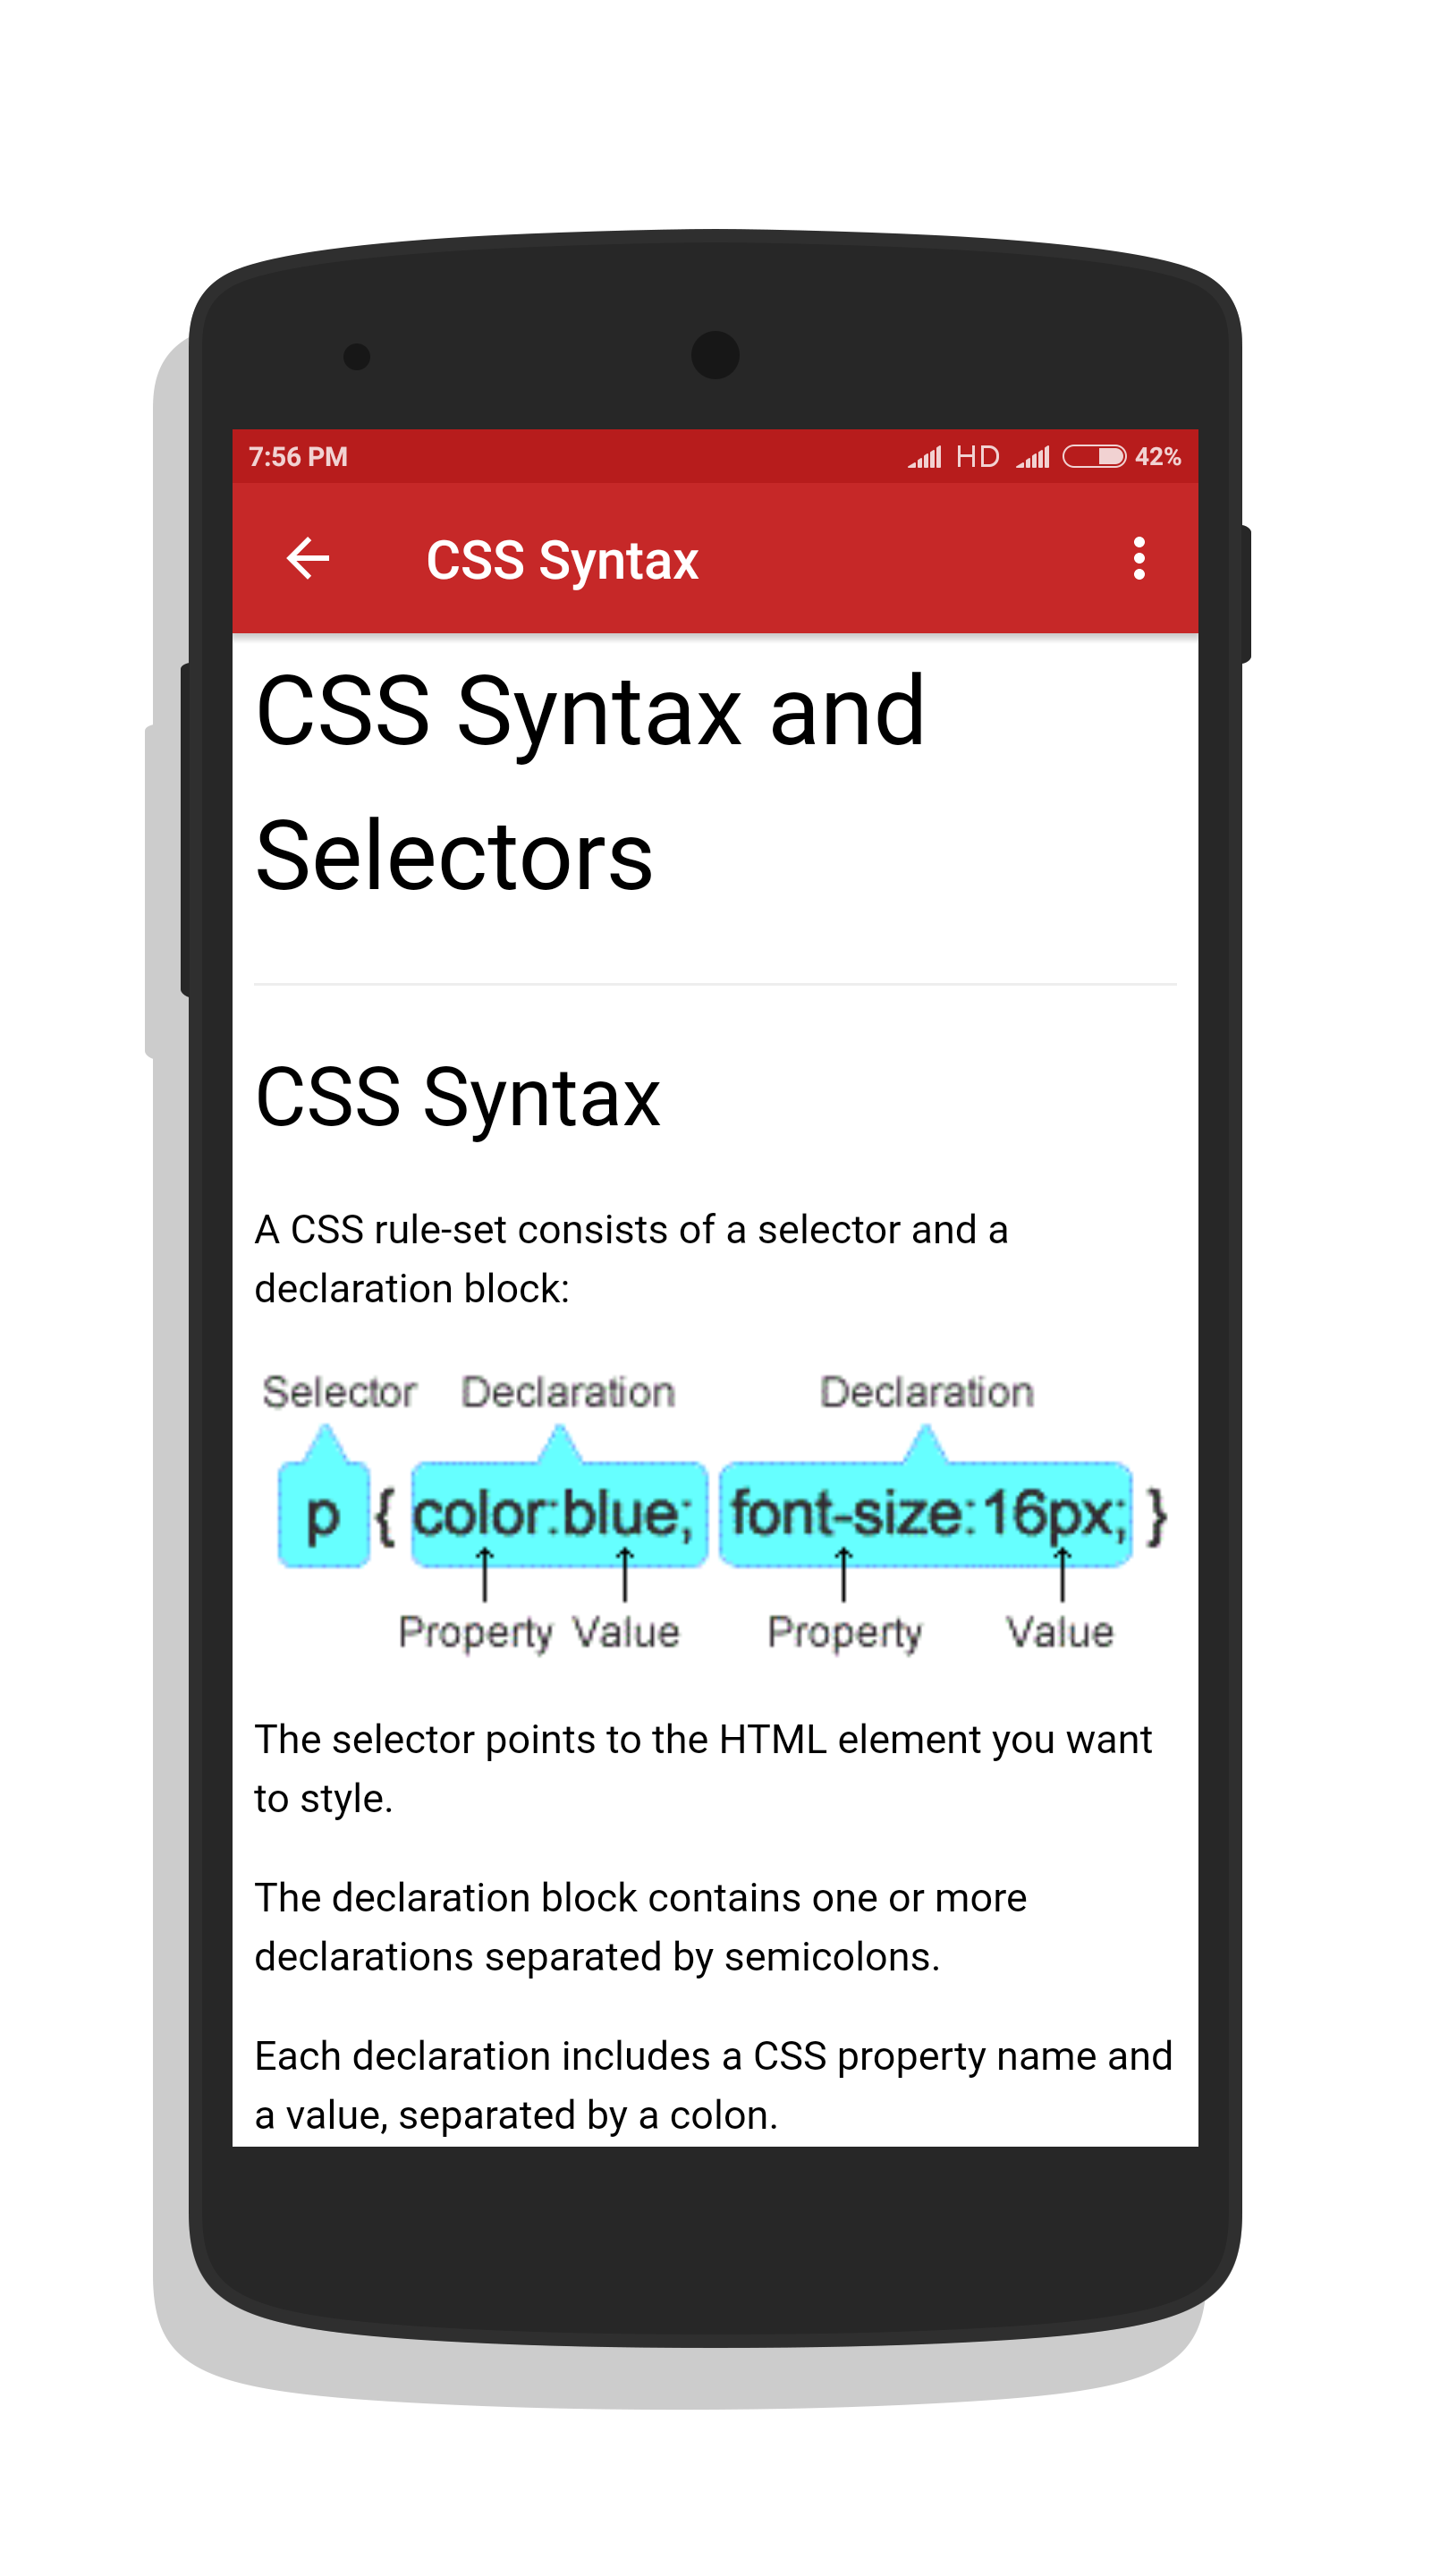 7:56 PM HD 42%
CSS Syntax
CSS Syntax and
Selectors
CSS Syntax
A CSS rule-set consists of a selector and a
declaration block:
Selector Declaration Declaration
p { color:blue; font-size:16px; }
Property Value Property Value
The selector points to the HTML element you want
to style.
The declaration block contains one or more
declarations separated by semicolons.
Each declaration includes a CSS property name and
a value, separated by a colon.